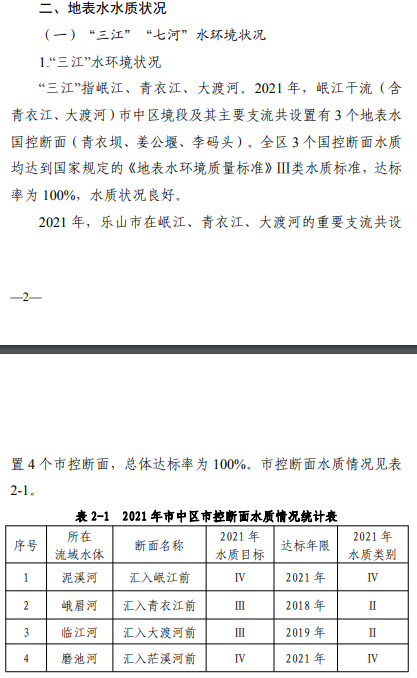 二、地表水水质状况
（一）“三江”“七河”水环境状况
1.“三江”水环境状况
“三江”指岷江、青衣江、大渡河。2021 年，岷江干流（含
青衣江、大渡河）市中区境段及其主要支流共设置有 3 个地表水
国控断面（青衣坝、姜公堰、李码头）。全区 3 个国控断面水质
均达到国家规定的《地表水环境质量标准》Ⅲ类水质标准，达标
率为 100%，水质状况良好。
2021 年，乐山市在岷江、青衣江、大渡河的重要支流共设
—2—
置 4 个市控断面，总体达标率为 100%。市控断面水质情况见表
2-1。
表 2-1 2021 年市中区市控断面水质情况统计表
序号 所在流域水体 断面名称 2021 年水质目标 达标年限 2021 年水质类别
1 泥溪河 汇入岷江前 Ⅳ 2021 年 Ⅳ
2 峨眉河 汇入青衣江前 Ⅲ 2018 年 Ⅱ
3 临江河 汇入大渡河前 Ⅲ 2019 年 Ⅱ
4 磨池河 汇入茫溪河前 Ⅳ 2021 年 Ⅳ